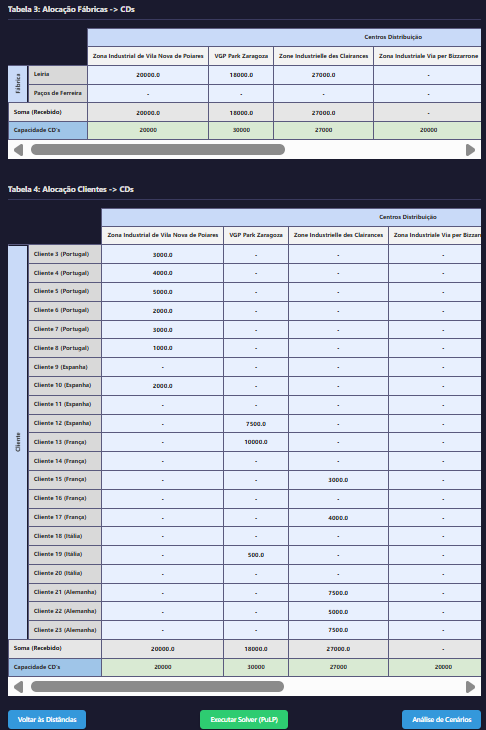 Tabela 3: Alocação Fábricas -> CDs
Centros Distribuição
Zona Industrial de Vila Nova de Poiares VGP Park Zaragoza Zone Industrielle des Clairances Zona Industriale Via per Bizzarrone
Fábrica
Leiria 20000.0 18000.0 27000.0 -
Paços de Ferreira - - - -
Soma (Recebido) 20000.0 18000.0 27000.0 -
Capacidade CD's 20000 30000 27000 20000
Tabela 4: Alocação Clientes -> CDs
Centros Distribuição
Zona Industrial de Vila Nova de Poiares VGP Park Zaragoza Zone Industrielle des Clairances Zona Industriale Via per Bizzarr
Cliente
Cliente 3 (Portugal) 3000.0 - - -
Cliente 4 (Portugal) 4000.0 - - -
Cliente 5 (Portugal) 5000.0 - - -
Cliente 6 (Portugal) 2000.0 - - -
Cliente 7 (Portugal) 3000.0 - - -
Cliente 8 (Portugal) 1000.0 - - -
Cliente 9 (Espanha) - - - -
Cliente 10 (Espanha) 2000.0 - - -
Cliente 11 (Espanha) - - - -
Cliente 12 (Espanha) - 7500.0 - -
Cliente 13 (França) - 10000.0 - -
Cliente 14 (França) - - - -
Cliente 15 (França) - - 3000.0 -
Cliente 16 (França) - - - -
Cliente 17 (França) - - 4000.0 -
Cliente 18 (Itália) - - - -
Cliente 19 (Itália) - 500.0 - -
Cliente 20 (Itália) - - - -
Cliente 21 (Alemanha) - - 7500.0 -
Cliente 22 (Alemanha) - - 5000.0 -
Cliente 23 (Alemanha) - - 7500.0 -
Soma (Recebido) 20000.0 18000.0 27000.0 -
Capacidade CD's 20000 30000 27000 20000
Voltar às Distâncias Executar Solver (PuLP) Análise de Cenários